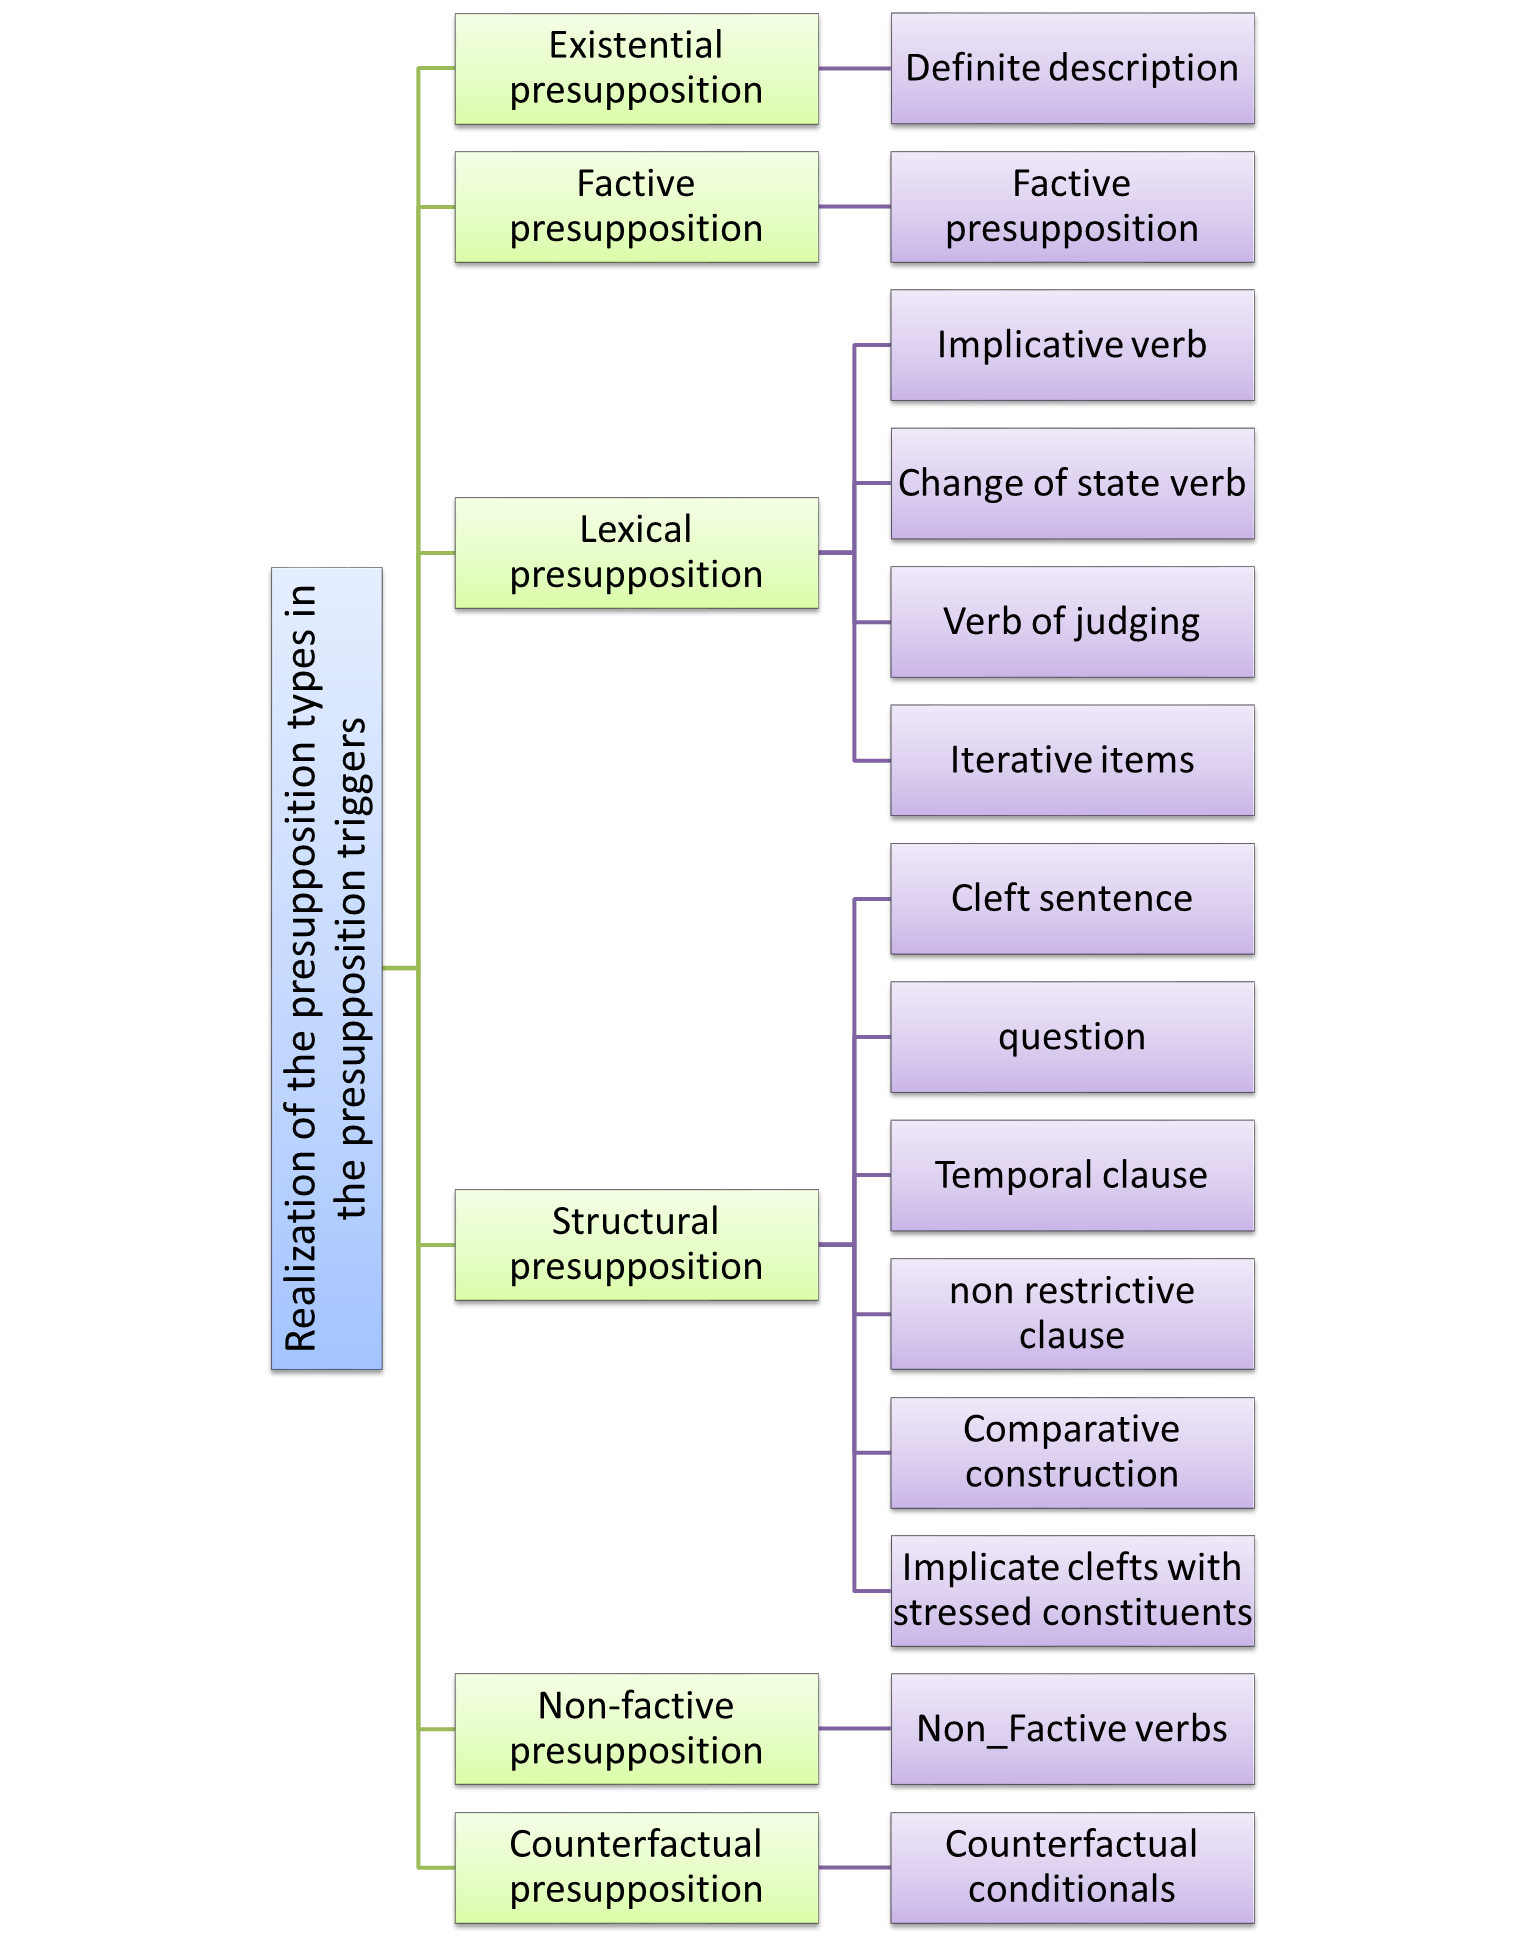 Realization of the presupposition types in
the presupposition triggers
Existential
presupposition
Definite description
Factive
presupposition
Factive
presupposition
Lexical
presupposition
Implicative verb
Change of state verb
Verb of judging
Iterative items
Structural
presupposition
Cleft sentence
question
Temporal clause
non restrictive
clause
Comparative
construction
Implicate clefts with
stressed constituents
Non-factive
presupposition
Non_Factive verbs
Counterfactual
presupposition
Counterfactual
conditionals